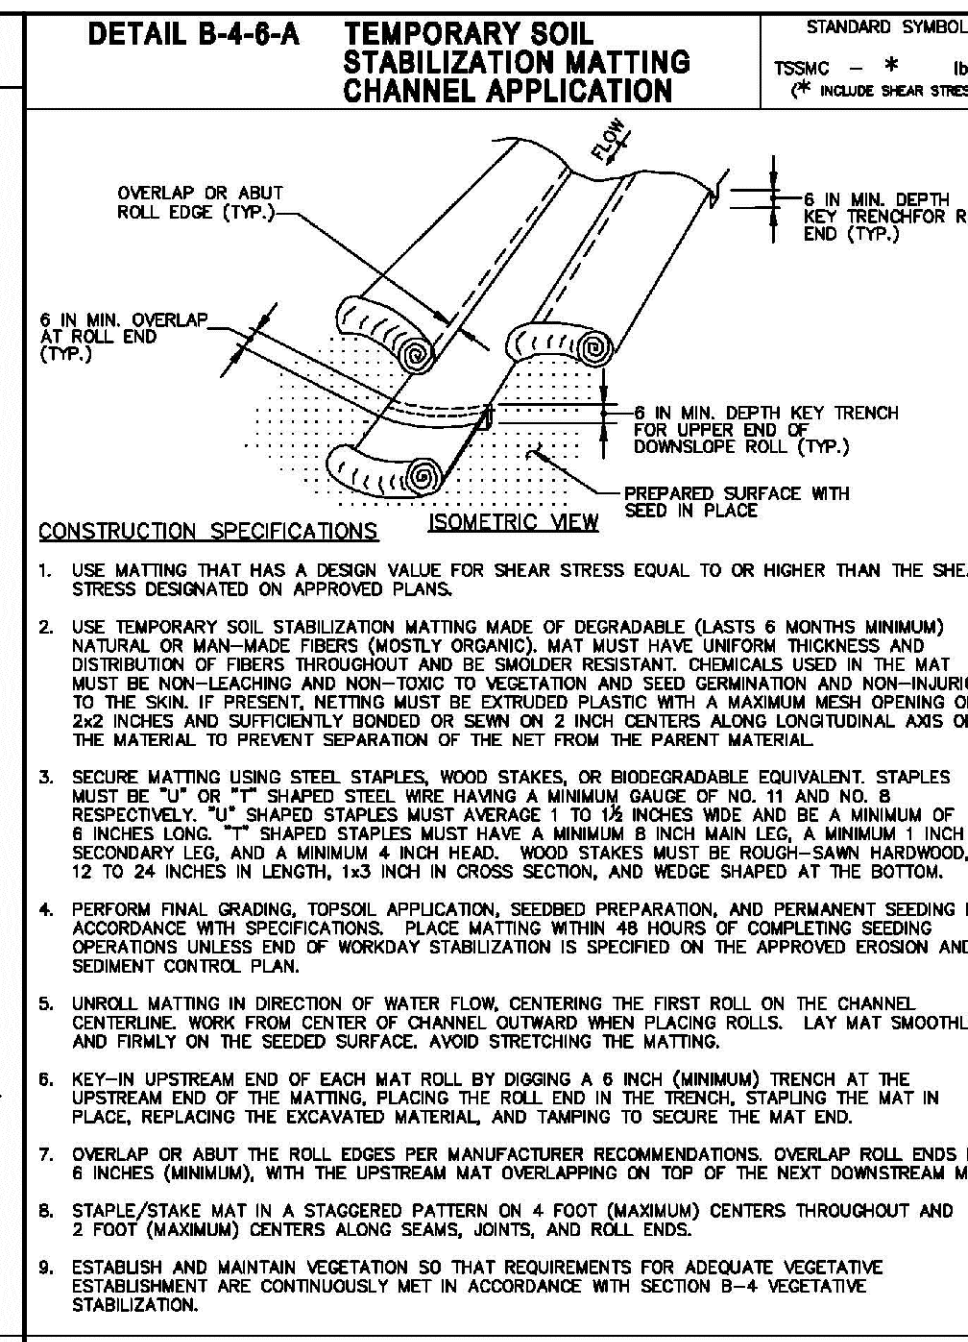 DETAIL B-4-6-A TEMPORARY SOIL
STABILIZATION MATTING
CHANNEL APPLICATION
STANDARD SYMBOL
TSSMC – * lb
(* INCLUDE SHEAR STRES
FLOW
OVERLAP OR ABUT
ROLL EDGE (TYP.)
6 IN MIN. DEPTH
KEY TRENCHFOR R
END (TYP.)
6 IN MIN. OVERLAP
AT ROLL END
(TYP.)
6 IN MIN. DEPTH KEY TRENCH
FOR UPPER END OF
DOWNSLOPE ROLL (TYP.)
PREPARED SURFACE WITH
SEED IN PLACE
ISOMETRIC VIEW
CONSTRUCTION SPECIFICATIONS
1. USE MATTING THAT HAS A DESIGN VALUE FOR SHEAR STRESS EQUAL TO OR HIGHER THAN THE SHEA
STRESS DESIGNATED ON APPROVED PLANS.
2. USE TEMPORARY SOIL STABILIZATION MATTING MADE OF DEGRADABLE (LASTS 6 MONTHS MINIMUM)
NATURAL OR MAN-MADE FIBERS (MOSTLY ORGANIC). MAT MUST HAVE UNIFORM THICKNESS AND
DISTRIBUTION OF FIBERS THROUGHOUT AND BE SMOLDER RESISTANT. CHEMICALS USED IN THE MAT
MUST BE NON-LEACHING AND NON-TOXIC TO VEGETATION AND SEED GERMINATION AND NON-INJURIO
TO THE SKIN. IF PRESENT, NETTING MUST BE EXTRUDED PLASTIC WITH A MAXIMUM MESH OPENING O
2x2 INCHES AND SUFFICIENTLY BONDED OR SEWN ON 2 INCH CENTERS ALONG LONGITUDINAL AXIS O
THE MATERIAL TO PREVENT SEPARATION OF THE NET FROM THE PARENT MATERIAL.
3. SECURE MATTING USING STEEL STAPLES, WOOD STAKES, OR BIODEGRADABLE EQUIVALENT. STAPLES
MUST BE "U" OR "T" SHAPED STEEL WIRE HAVING A MINIMUM GAUGE OF NO. 11 AND NO. 8
RESPECTIVELY. "U" SHAPED STAPLES MUST AVERAGE 1 TO 1½ INCHES WIDE AND BE A MINIMUM OF
6 INCHES LONG. "T" SHAPED STAPLES MUST HAVE A MINIMUM 8 INCH MAIN LEG, A MINIMUM 1 INCH
SECONDARY LEG, AND A MINIMUM 4 INCH HEAD. WOOD STAKES MUST BE ROUGH-SAWN HARDWOOD,
12 TO 24 INCHES IN LENGTH, 1x3 INCH IN CROSS SECTION, AND WEDGE SHAPED AT THE BOTTOM.
4. PERFORM FINAL GRADING, TOPSOIL APPLICATION, SEEDBED PREPARATION, AND PERMANENT SEEDING
ACCORDANCE WITH SPECIFICATIONS. PLACE MATTING WITHIN 48 HOURS OF COMPLETING SEEDING
OPERATIONS UNLESS END OF WORKDAY STABILIZATION IS SPECIFIED ON THE APPROVED EROSION AND
SEDIMENT CONTROL PLAN.
5. UNROLL MATTING IN DIRECTION OF WATER FLOW, CENTERING THE FIRST ROLL ON THE CHANNEL
CENTERLINE. WORK FROM CENTER OF CHANNEL OUTWARD WHEN PLACING ROLLS. LAY MAT SMOOTHL
AND FIRMLY ON THE SEEDED SURFACE. AVOID STRETCHING THE MATTING.
6. KEY-IN UPSTREAM END OF EACH MAT ROLL BY DIGGING A 6 INCH (MINIMUM) TRENCH AT THE
UPSTREAM END OF THE MATTING, PLACING THE ROLL END IN THE TRENCH, STAPLING THE MAT IN
PLACE, REPLACING THE EXCAVATED MATERIAL, AND TAMPING TO SECURE THE MAT END.
7. OVERLAP OR ABUT THE ROLL EDGES PER MANUFACTURER RECOMMENDATIONS. OVERLAP ROLL ENDS
6 INCHES (MINIMUM), WITH THE UPSTREAM MAT OVERLAPPING ON TOP OF THE NEXT DOWNSTREAM M
8. STAPLE/STAKE MAT IN A STAGGERED PATTERN ON 4 FOOT (MAXIMUM) CENTERS THROUGHOUT AND
2 FOOT (MAXIMUM) CENTERS ALONG SEAMS, JOINTS, AND ROLL ENDS.
9. ESTABLISH AND MAINTAIN VEGETATION SO THAT REQUIREMENTS FOR ADEQUATE VEGETATIVE
ESTABLISHMENT ARE CONTINUOUSLY MET IN ACCORDANCE WITH SECTION B-4 VEGETATIVE
STABILIZATION.